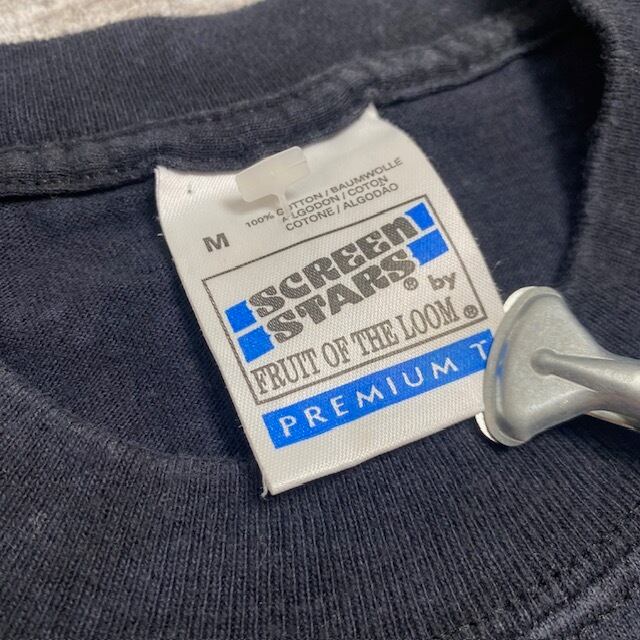 M
100% COTTON / BAUMWOLLE
ALGODON / COTON
COTONE / ALGODÃO
SCREEN
STARS® by
FRUIT OF THE LOOM®
PREMIUM T